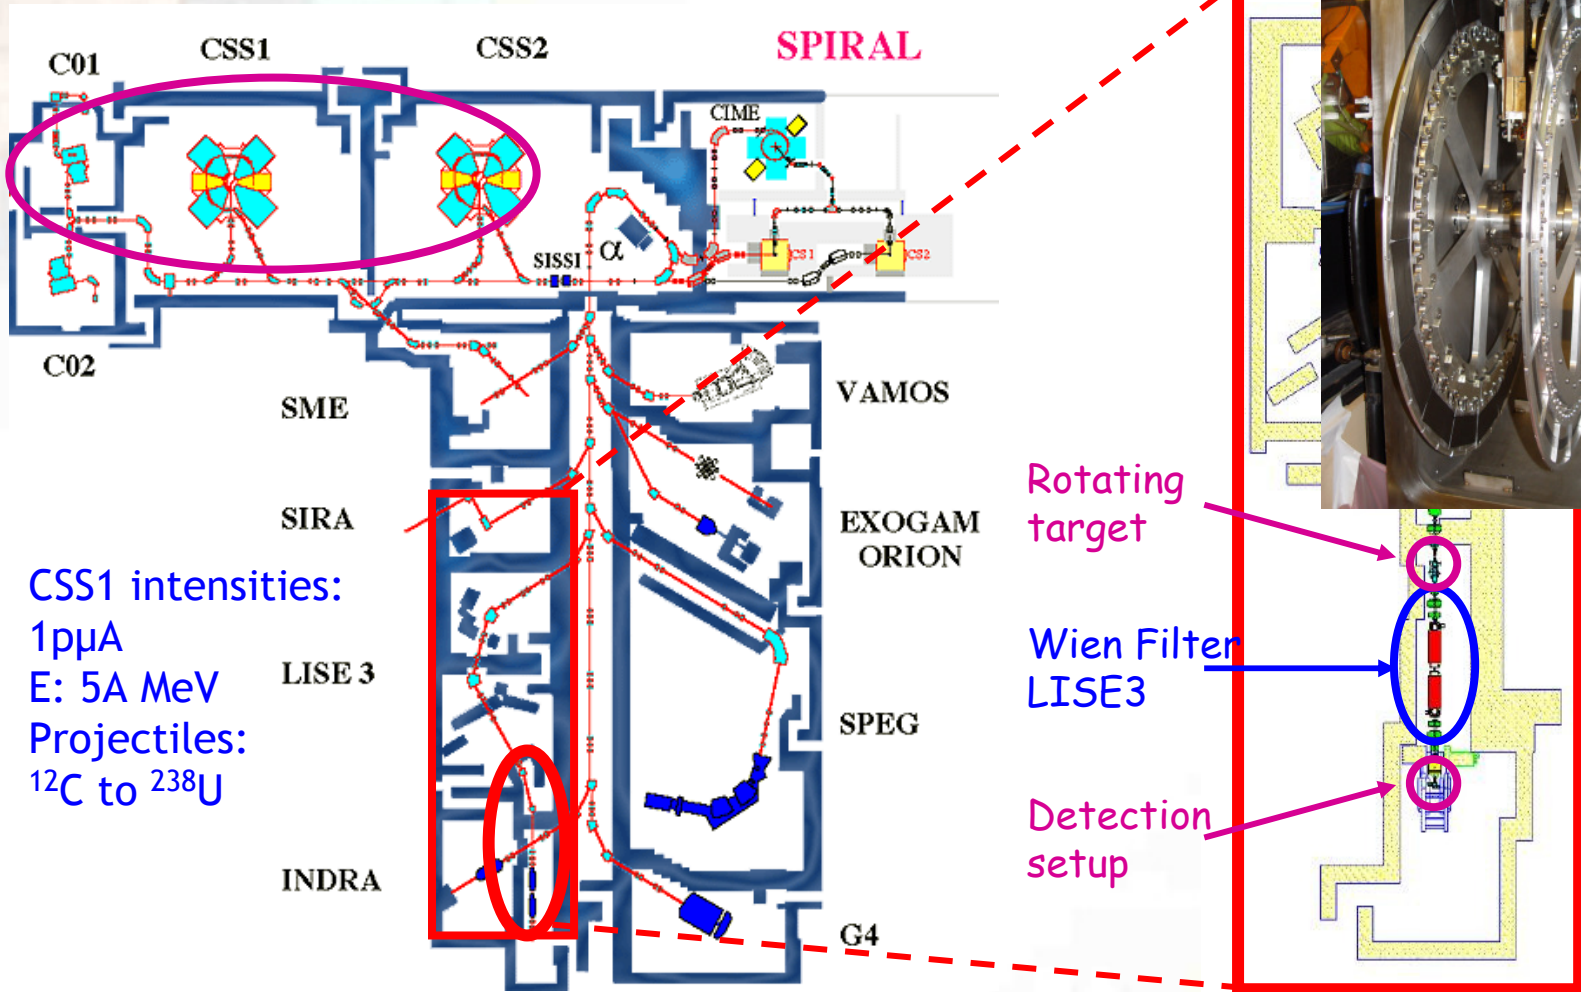 C01
CSS1
CSS2
SPIRAL
CIME
SISSI
α
CS1
CS2
C02
SME
VAMOS
SIRA
EXOGAM
ORION
CSS1 intensities:
1pµA
E: 5A MeV
Projectiles:
¹²C to ²³⁸U
LISE 3
SPEG
INDRA
G4
Rotating
target
Wien Filter
LISE3
Detection
setup